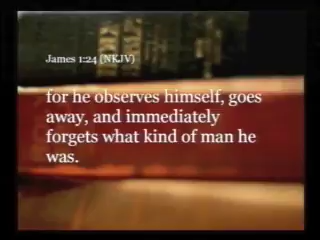 James 1:24 (NKJV)
for he observes himself, goes
away, and immediately
forgets what kind of man he
was.